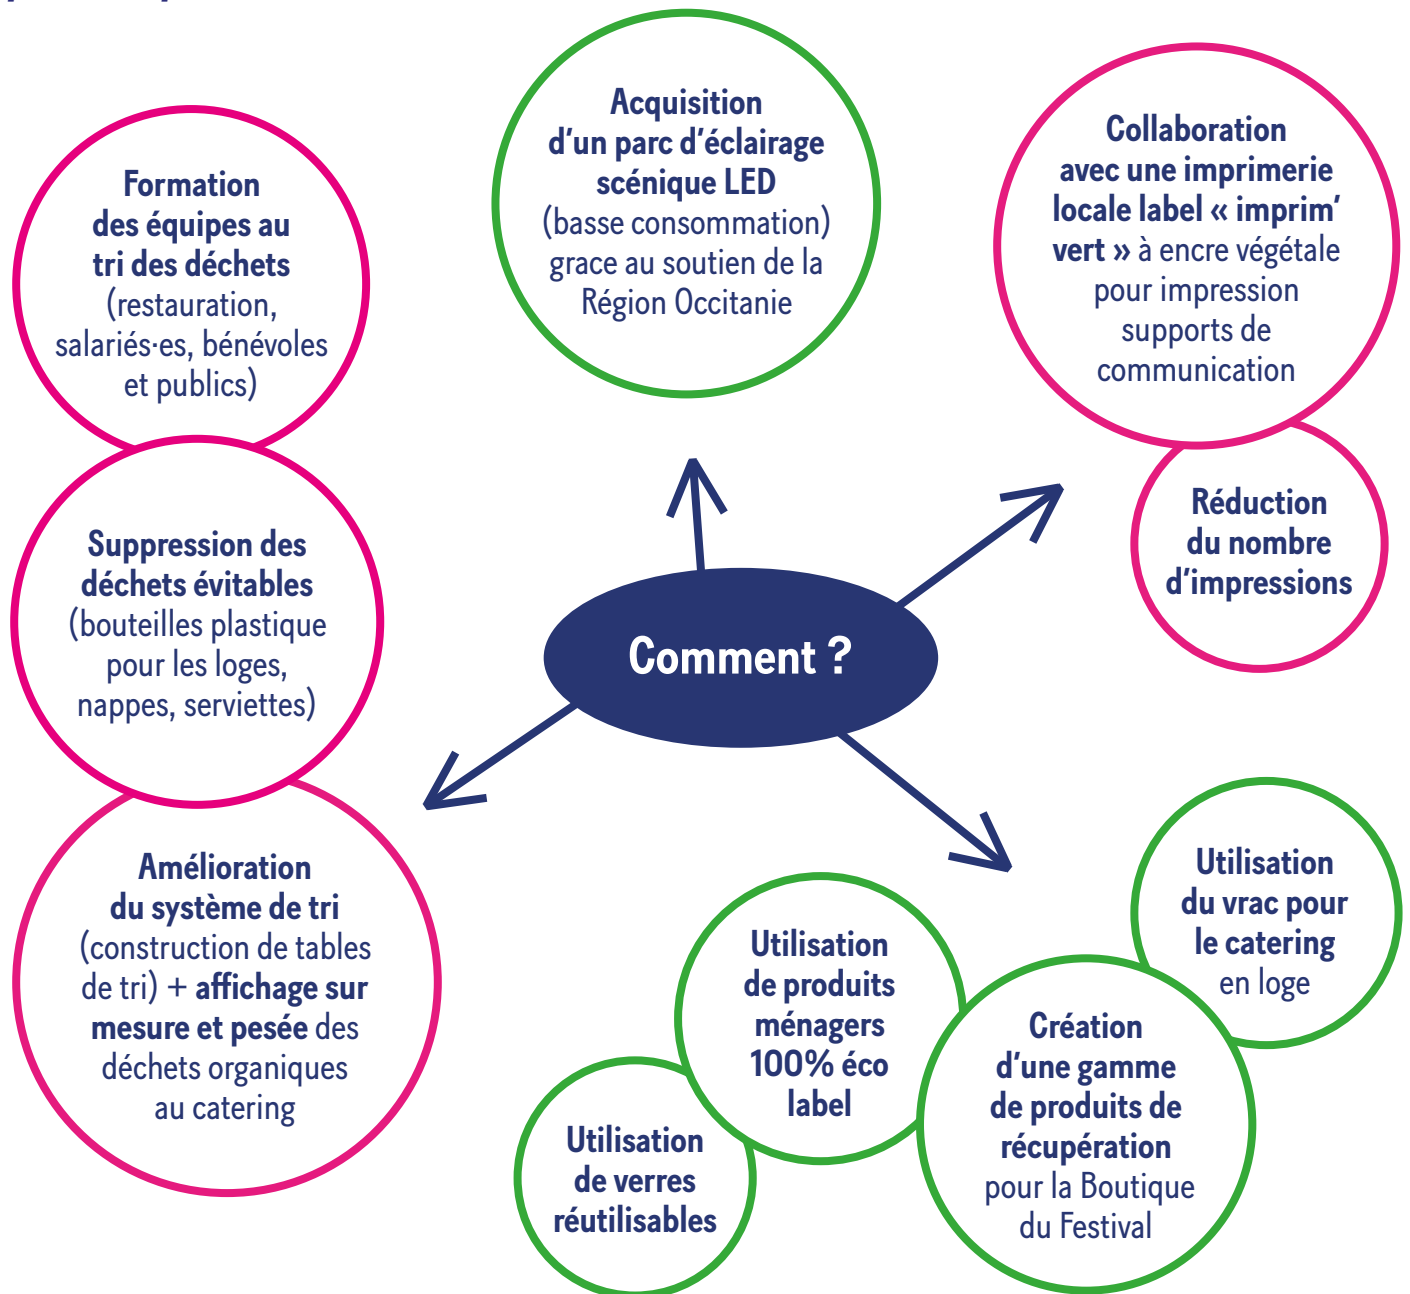 Formation
des équipes au
tri des déchets
(restauration,
salariés·es, bénévoles
et publics)
Suppression des
déchets évitables
(bouteilles plastique
pour les loges,
nappes, serviettes)
Amélioration
du système de tri
(construction de tables
de tri) + affichage sur
mesure et pesée des
déchets organiques
au catering
Acquisition
d'un parc d'éclairage
scénique LED
(basse consommation)
grace au soutien de la
Région Occitanie
Collaboration
avec une imprimerie
locale label « imprim'
vert » à encre végétale
pour impression
supports de
communication
Réduction
du nombre
d'impressions
Comment ?
Utilisation
de verres
réutilisables
Utilisation
de produits
ménagers
100% éco
label
Création
d'une gamme
de produits de
récupération
pour la Boutique
du Festival
Utilisation
du vrac pour
le catering
en loge